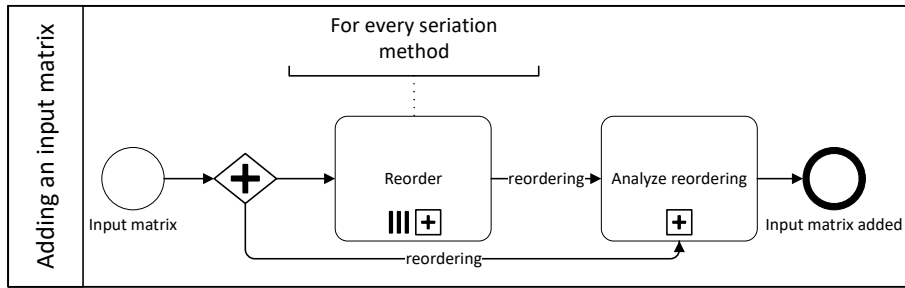 Adding an input matrix
For every seriation
method
Input matrix
Reorder
reordering
Analyze reordering
Input matrix added
reordering